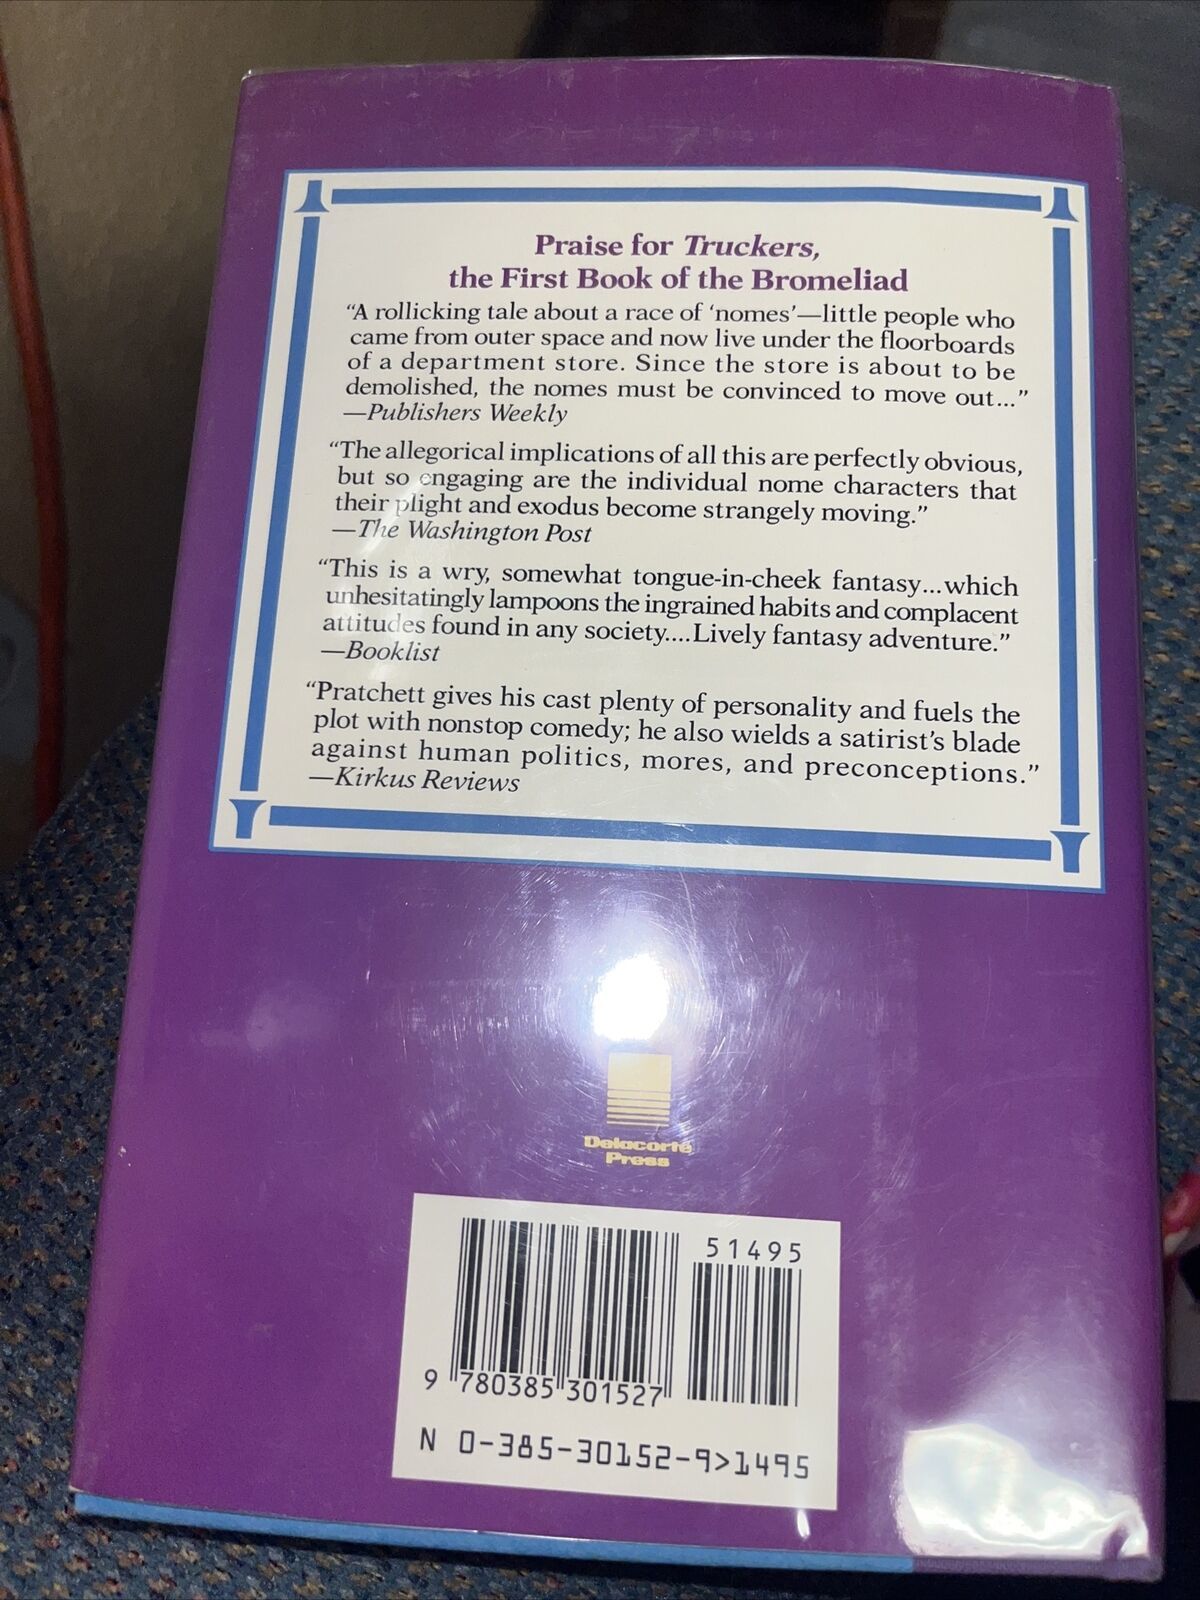 Praise for Truckers,
the First Book of the Bromeliad
“A rollicking tale about a race of ‘nomes’—little people who
came from outer space and now live under the floorboards
of a department store. Since the store is about to be
demolished, the nomes must be convinced to move out...”
—Publishers Weekly
“The allegorical implications of all this are perfectly obvious,
but so engaging are the individual nome characters that
their plight and exodus become strangely moving.”
—The Washington Post
“This is a wry, somewhat tongue-in-cheek fantasy...which
unhesitatingly lampoons the ingrained habits and complacent
attitudes found in any society....Lively fantasy adventure.”
—Booklist
“Pratchett gives his cast plenty of personality and fuels the
plot with nonstop comedy; he also wields a satirist’s blade
against human politics, mores, and preconceptions.”
—Kirkus Reviews
Delacorte
Press
51495
9 780385 301527
N 0-385-30152-9>1495